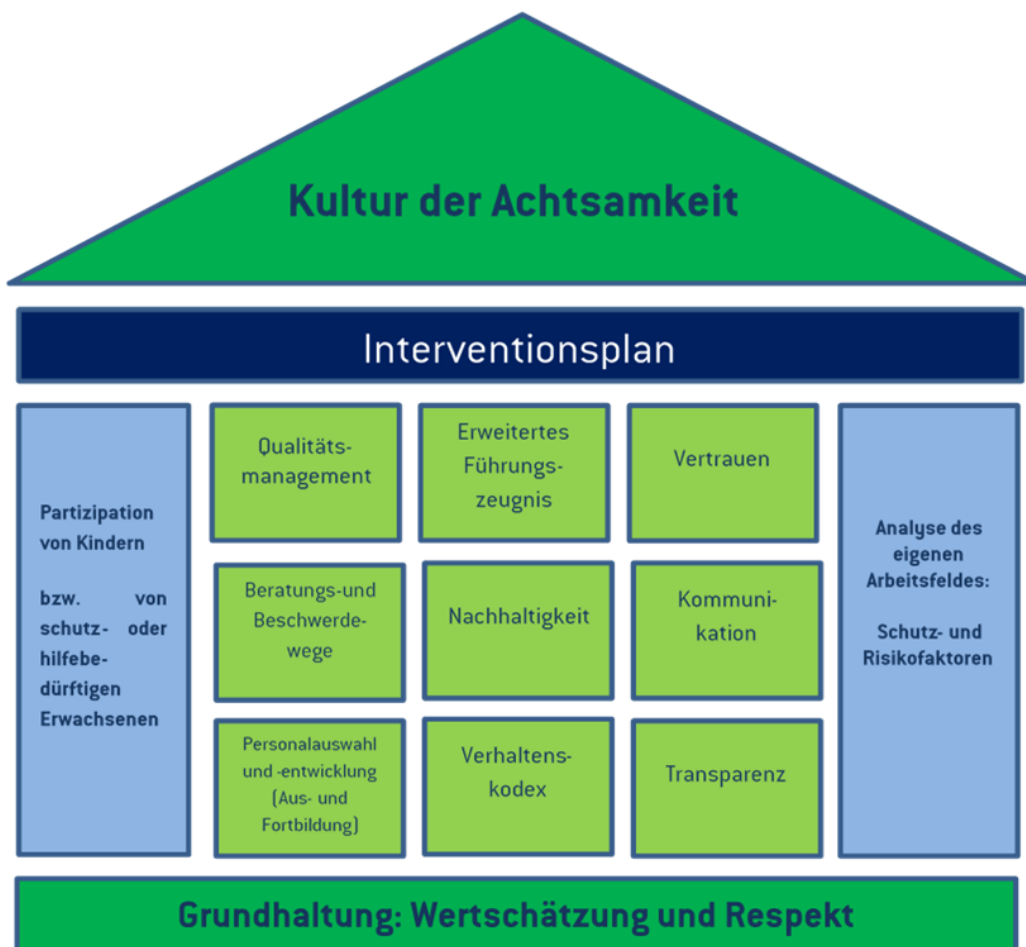 Kultur der Achtsamkeit
Interventionsplan
Partizipation
von Kindern
bzw. von
schutz- oder
hilfebe-
dürftigen
Erwachsenen
Qualitäts-
management
Erweitertes
Führungs-
zeugnis
Vertrauen
Beratungs-und
Beschwerde-
wege
Nachhaltigkeit
Kommuni-
kation
Personalauswahl
und -entwicklung
(Aus- und
Fortbildung)
Verhaltens-
kodex
Transparenz
Analyse des
eigenen
Arbeitsfeldes:
Schutz- und
Risikofaktoren
Grundhaltung: Wertschätzung und Respekt